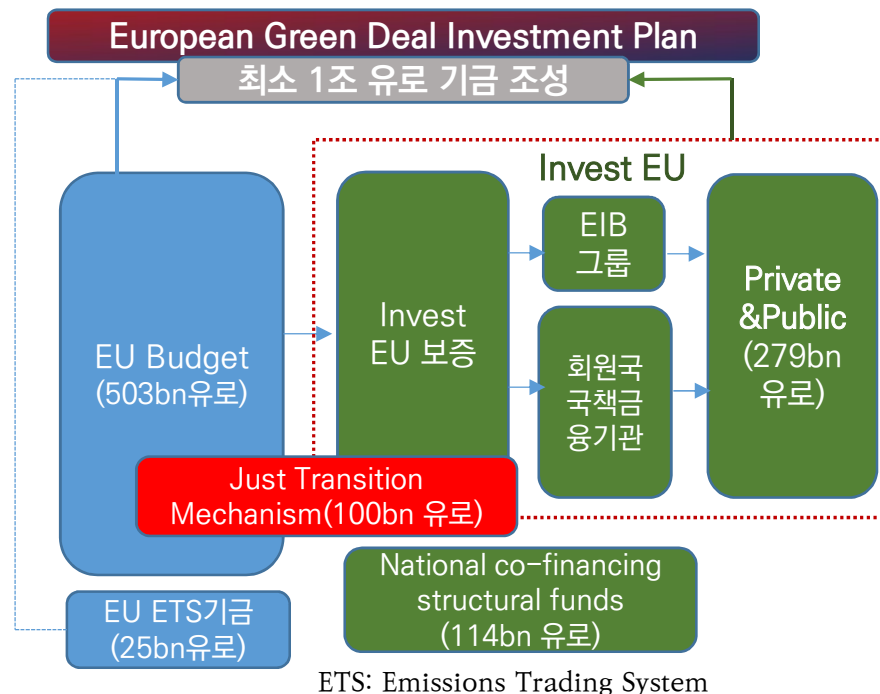 European Green Deal Investment Plan
최소 1조 유로 기금 조성
Invest EU
EU Budget
(503bn유로)
Invest
EU 보증
EIB
그룹
회원국
국책금
융기관
Private
&Public
(279bn
유로)
Just Transition
Mechanism(100bn 유로)
EU ETS기금
(25bn유로)
National co-financing
structural funds
(114bn 유로)
ETS: Emissions Trading System